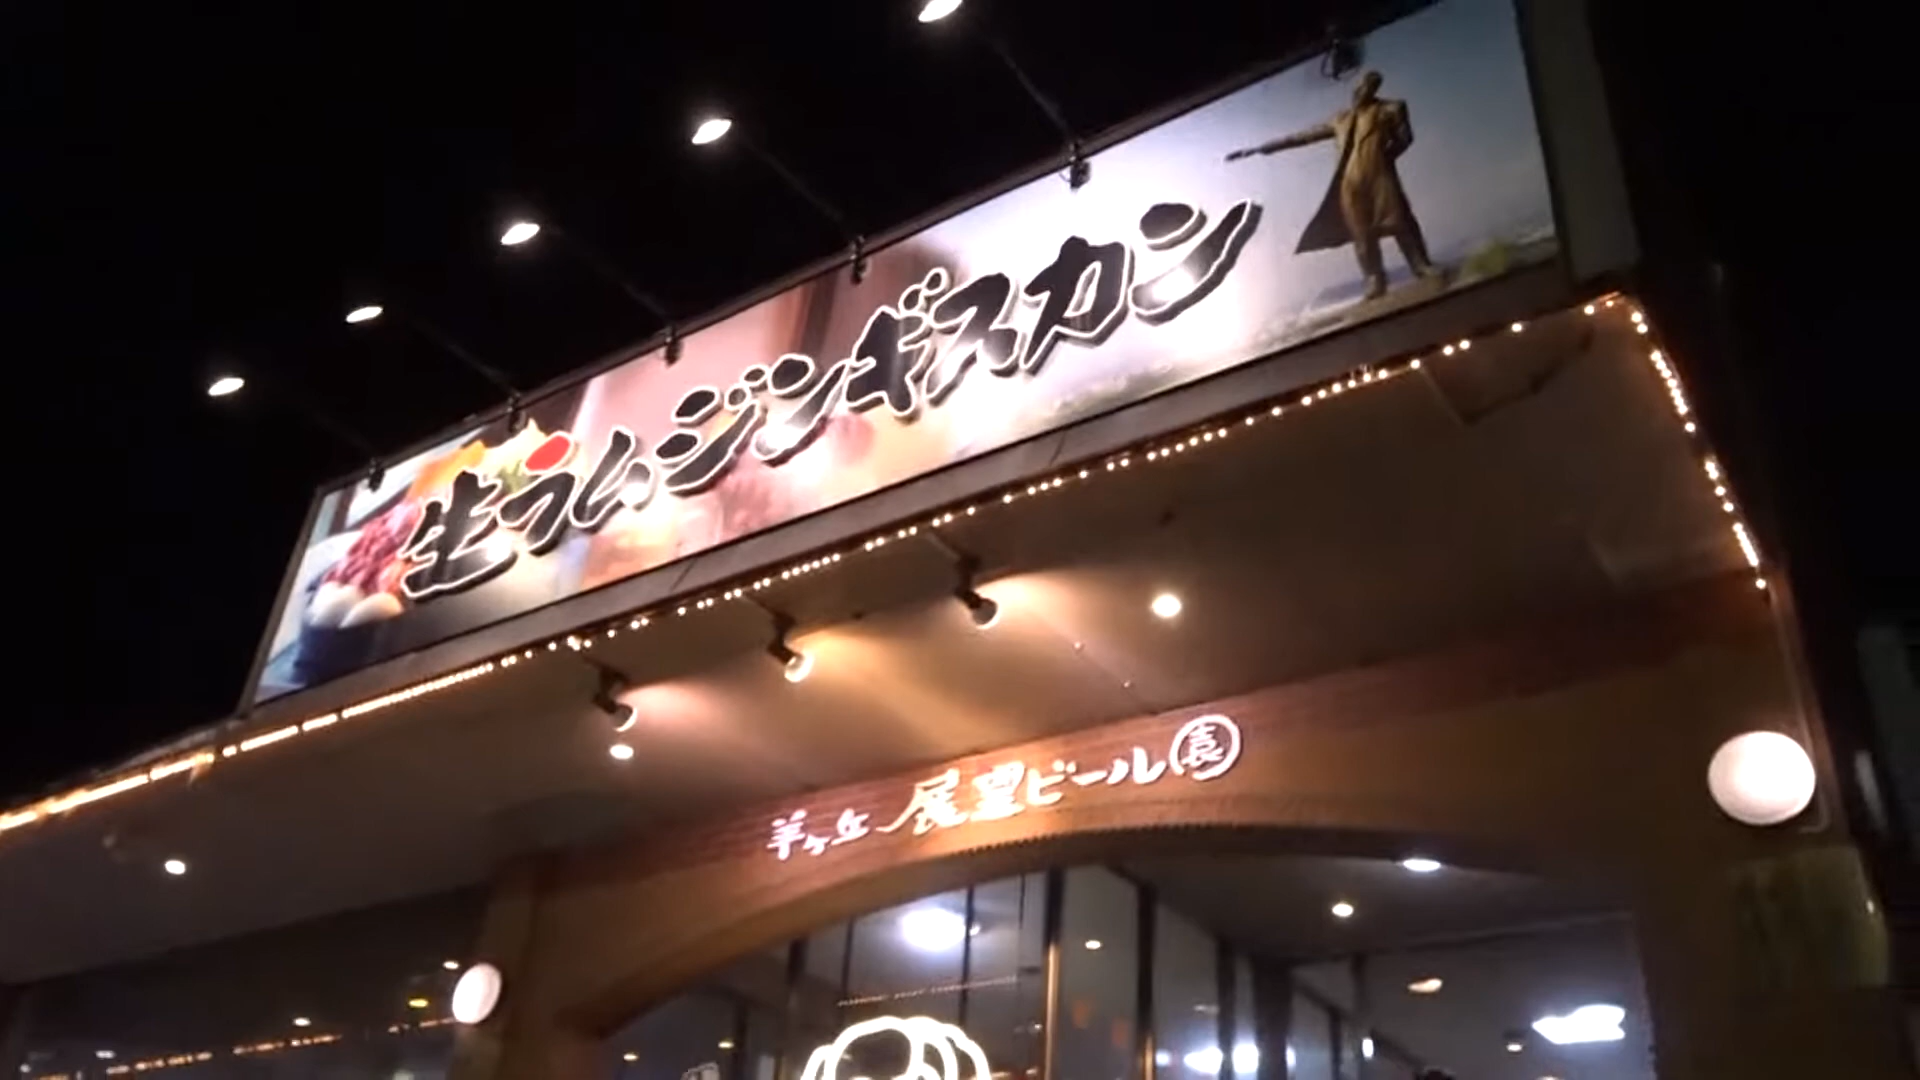 生ラムジンギスカン
羊ヶ丘 展望ビール園